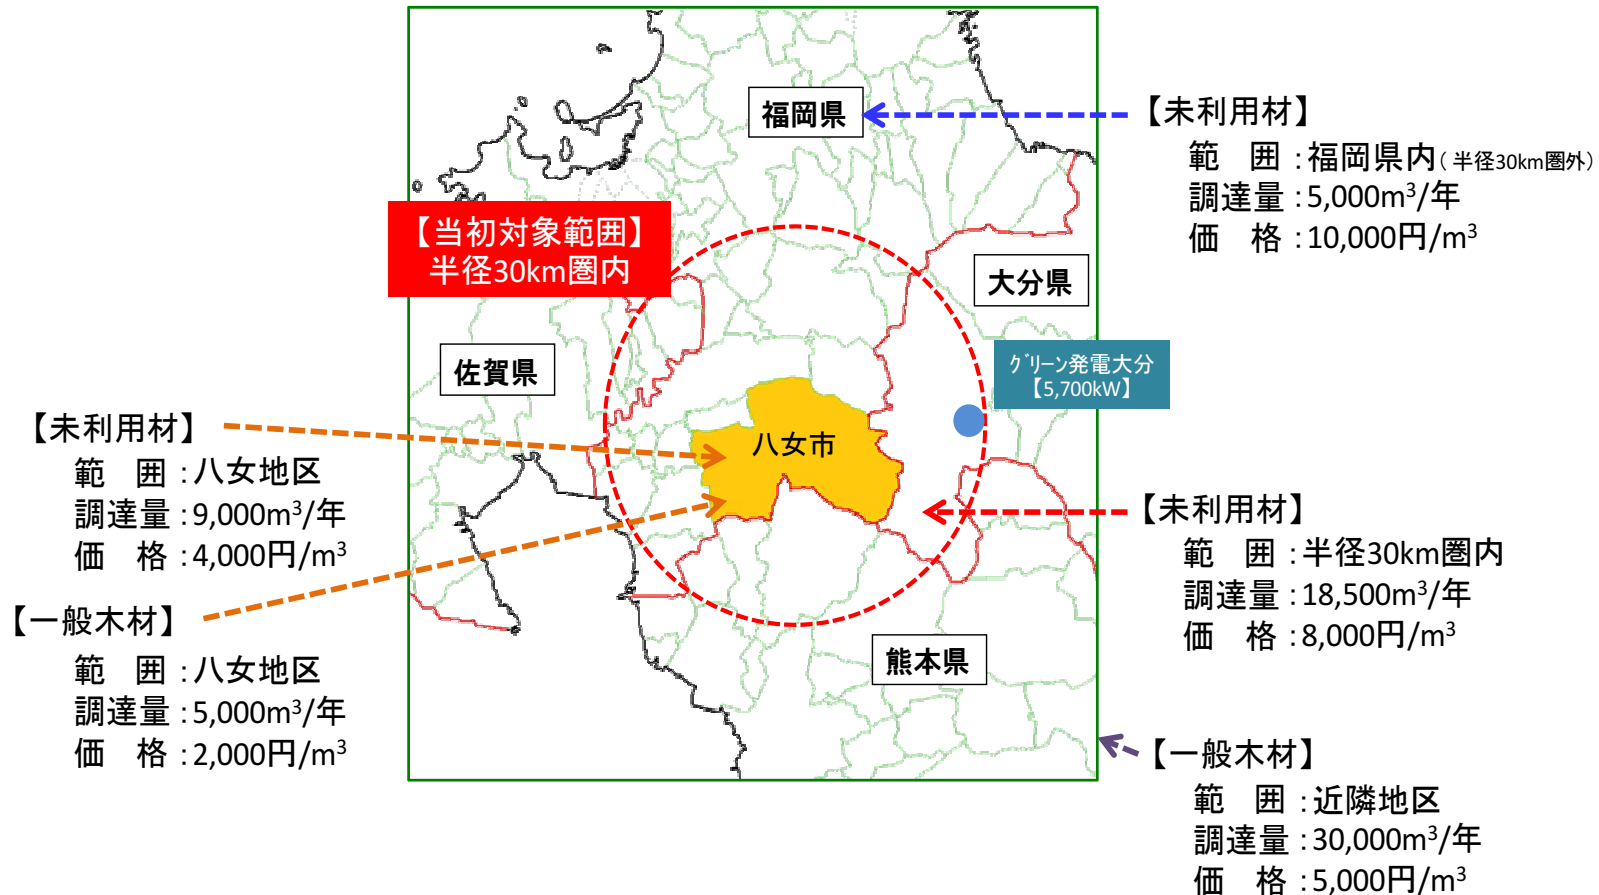 福岡県
【未利用材】
範　囲：福岡県内（半径30km圏外）
調達量：5,000m³/年
価　格：10,000円/m³
【当初対象範囲】
半径30km圏内
大分県
佐賀県
グリーン発電大分
【5,700kW】
八女市
【未利用材】
範　囲：八女地区
調達量：9,000m³/年
価　格：4,000円/m³
【未利用材】
範　囲：半径30km圏内
調達量：18,500m³/年
価　格：8,000円/m³
【一般木材】
範　囲：八女地区
調達量：5,000m³/年
価　格：2,000円/m³
熊本県
【一般木材】
範　囲：近隣地区
調達量：30,000m³/年
価　格：5,000円/m³